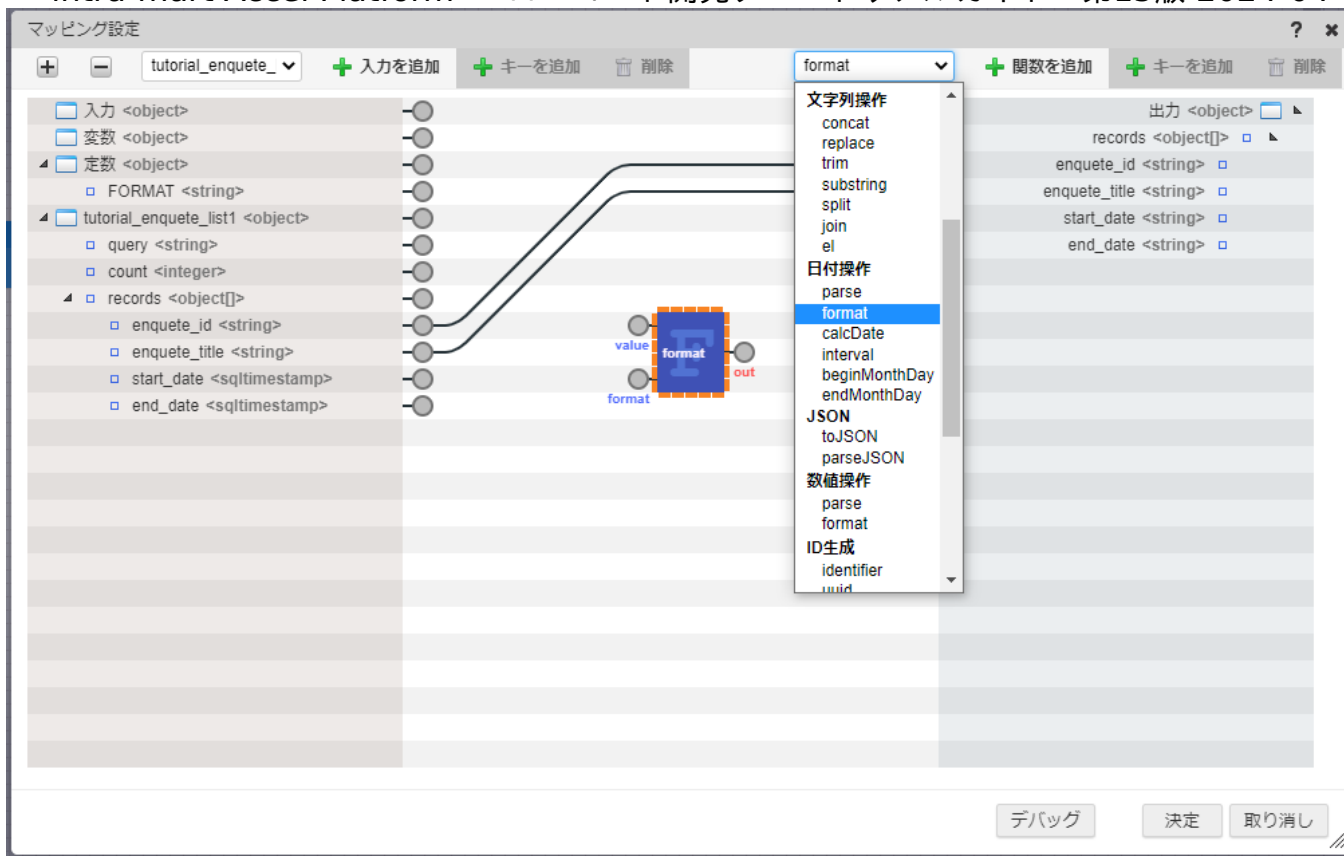 マッピング設定
? ×
tutorial_enquete_ 入力を追加 キーを追加 削除 format 関数を追加 キーを追加 削除
入力 <object>
変数 <object>
定数 <object>
FORMAT <string>
tutorial_enquete_list1 <object>
query <string>
count <integer>
records <object[]>
enquete_id <string>
enquete_title <string>
start_date <sqltimestamp>
end_date <sqltimestamp>
value
format
format
F
out
文字列操作
concat
replace
trim
substring
split
join
el
日付操作
parse
format
calcDate
interval
beginMonthDay
endMonthDay
JSON
toJSON
parseJSON
数値操作
parse
format
ID生成
identifier
uuid
出力 <object>
records <object[]>
enquete_id <string>
enquete_title <string>
start_date <string>
end_date <string>
デバッグ 決定 取り消し